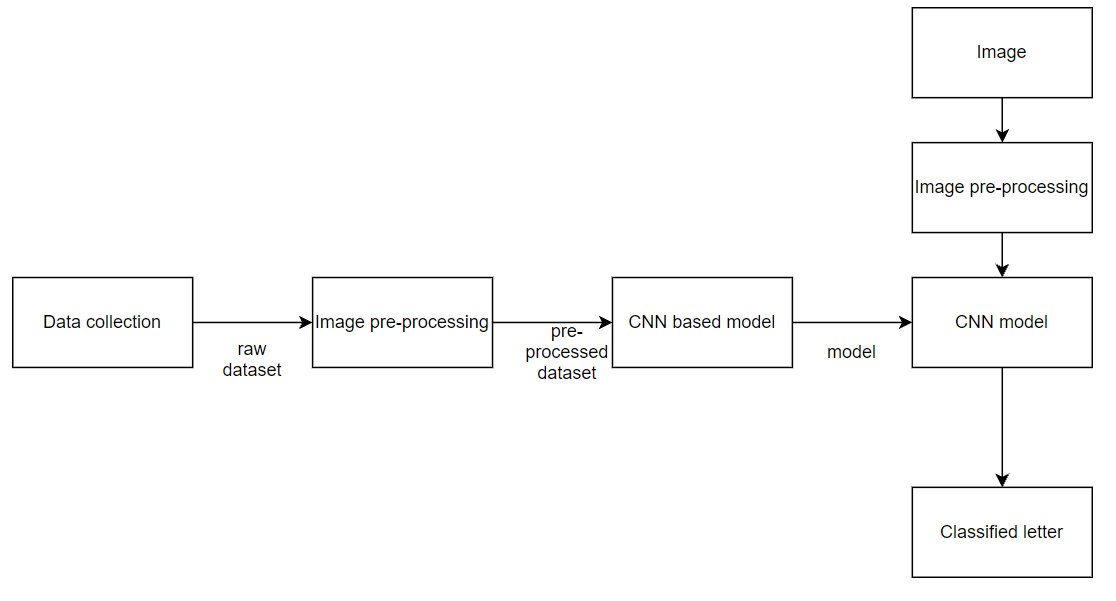 Image
Image pre-processing
Data collection
raw
dataset
Image pre-processing
pre-
processed
dataset
CNN based model
model
CNN model
Classified letter